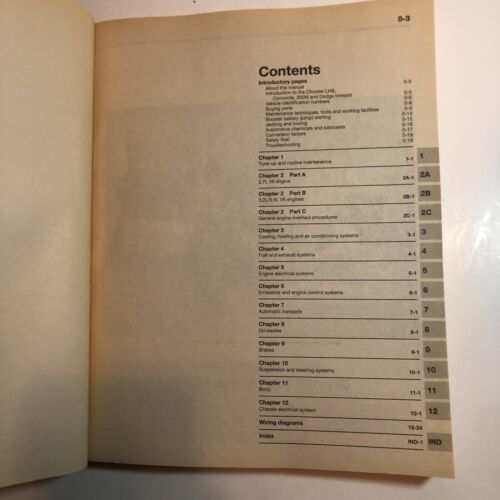 0-3
Contents
Introductory pages
About this manual 0-5
Introduction to the Chrysler LHS,
Concorde, 300M and Dodge Intrepid 0-5
Vehicle identification numbers 0-6
Buying parts 0-8
Maintenance techniques, tools and working facilities 0-8
Booster battery (jump) starting 0-14
Jacking and towing 0-15
Automotive chemicals and lubricants 0-16
Conversion factors 0-17
Safety first! 0-18
Troubleshooting 0-19
Chapter 1
Tune-up and routine maintenance 1-1 1
Chapter 2 Part A
2.7L V6 engine 2A-1 2A
Chapter 2 Part B
3.2L/3.5L V6 engines 2B-1 2B
Chapter 2 Part C
General engine overhaul procedures 2C-1 2C
Chapter 3
Cooling, heating and air conditioning systems 3-1 3
Chapter 4
Fuel and exhaust systems 4-1 4
Chapter 5
Engine electrical systems 5-1 5
Chapter 6
Emissions and engine control systems 6-1 6
Chapter 7
Automatic transaxle 7-1 7
Chapter 8
Driveaxles 8-1 8
Chapter 9
Brakes 9-1 9
Chapter 10
Suspension and steering systems 10-1 10
Chapter 11
Body 11-1 11
Chapter 12
Chassis electrical system 12-1 12
Wiring diagrams 12-24
Index IND-1 IND